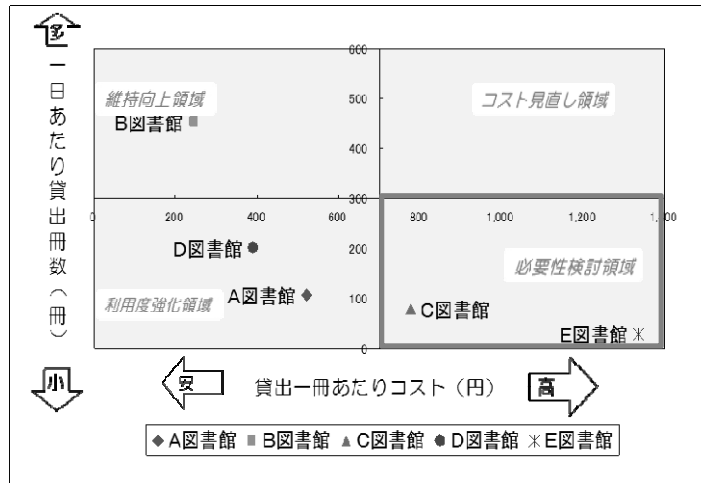 多
一日あたり貸出冊数（冊）
小
600
500
400
300
200
100
0
維持向上領域
コスト見直し領域
B図書館
0 200 400 600 800 1,000 1,200
D図書館
必要性検討領域
利用度強化領域
A図書館
C図書館
E図書館
安
貸出一冊あたりコスト（円）
高
◆A図書館 ■B図書館 ▲C図書館 ●D図書館 ＊E図書館